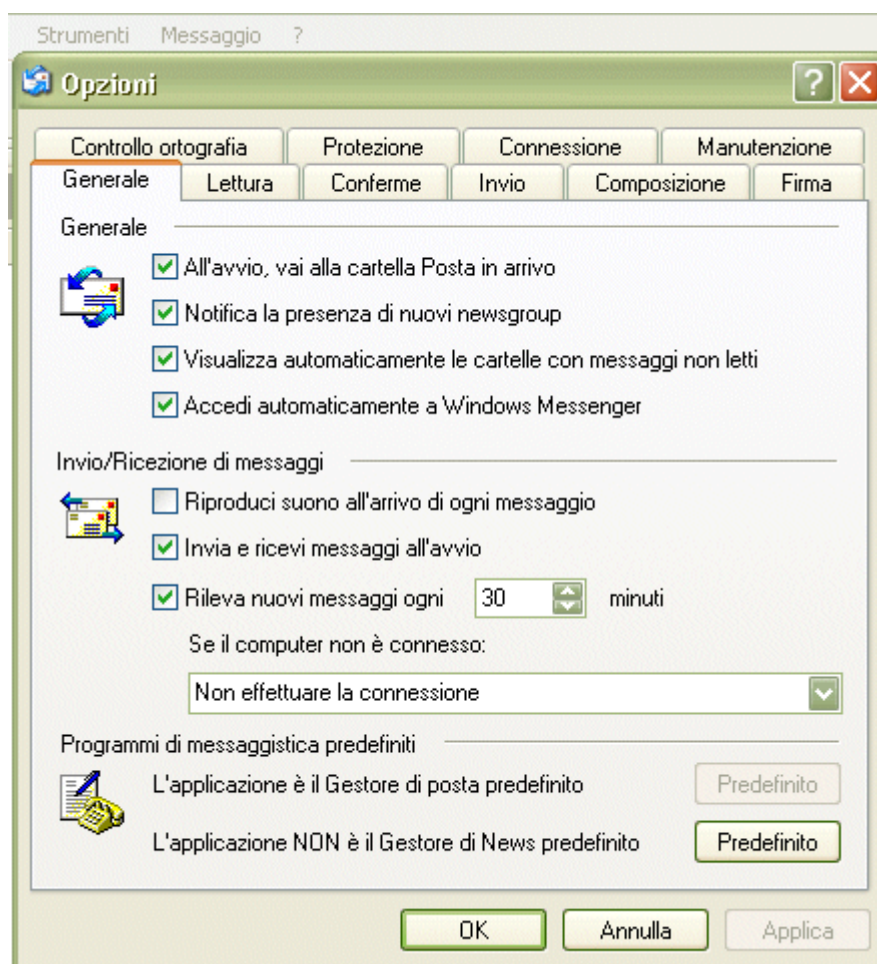 Strumenti Messaggio ?
Opzioni
Controllo ortografia Protezione Connessione Manutenzione
Generale Lettura Conferme Invio Composizione Firma
Generale
All'avvio, vai alla cartella Posta in arrivo
Notifica la presenza di nuovi newsgroup
Visualizza automaticamente le cartelle con messaggi non letti
Accedi automaticamente a Windows Messenger
Invio/Ricezione di messaggi
Riproduci suono all'arrivo di ogni messaggio
Invia e ricevi messaggi all'avvio
Rileva nuovi messaggi ogni 30 minuti
Se il computer non è connesso:
Non effettuare la connessione
Programmi di messaggistica predefiniti
L'applicazione è il Gestore di posta predefinito Predefinito
L'applicazione NON è il Gestore di News predefinito Predefinito
OK Annulla Applica